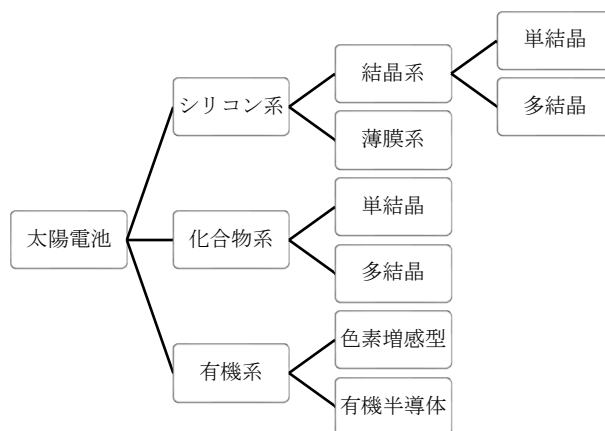 単結晶
結晶系
多結晶
シリコン系
薄膜系
単結晶
太陽電池
化合物系
多結晶
色素増感型
有機系
有機半導体